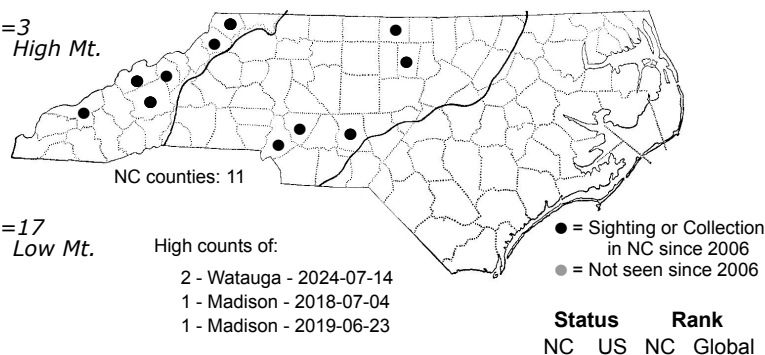 =3
High Mt.
NC counties: 11
=17
Low Mt.
High counts of:
2 - Watauga - 2024-07-14
1 - Madison - 2018-07-04
1 - Madison - 2019-06-23
● = Sighting or Collection
in NC since 2006
● = Not seen since 2006
Status Rank
NC US NC Global